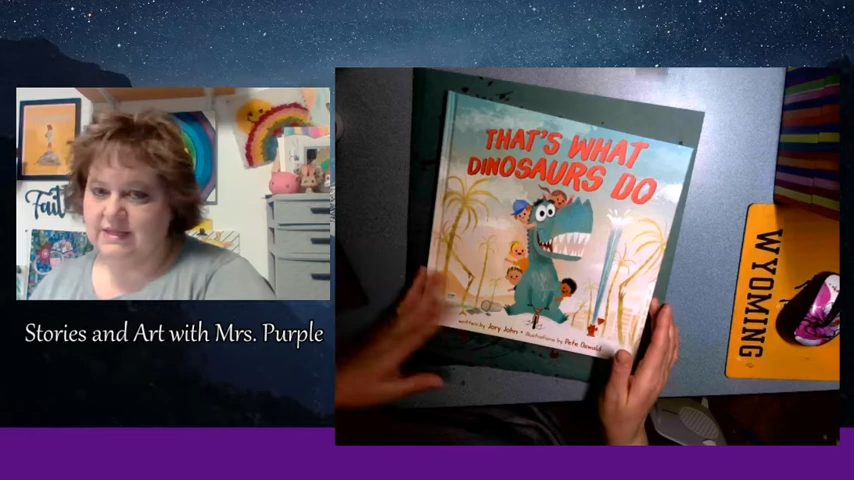 Faith
Stories and Art with Mrs. Purple
THAT'S WHAT
DINOSAURS DO
written by Jory John • illustrations by Pete Oswald
WYOMING